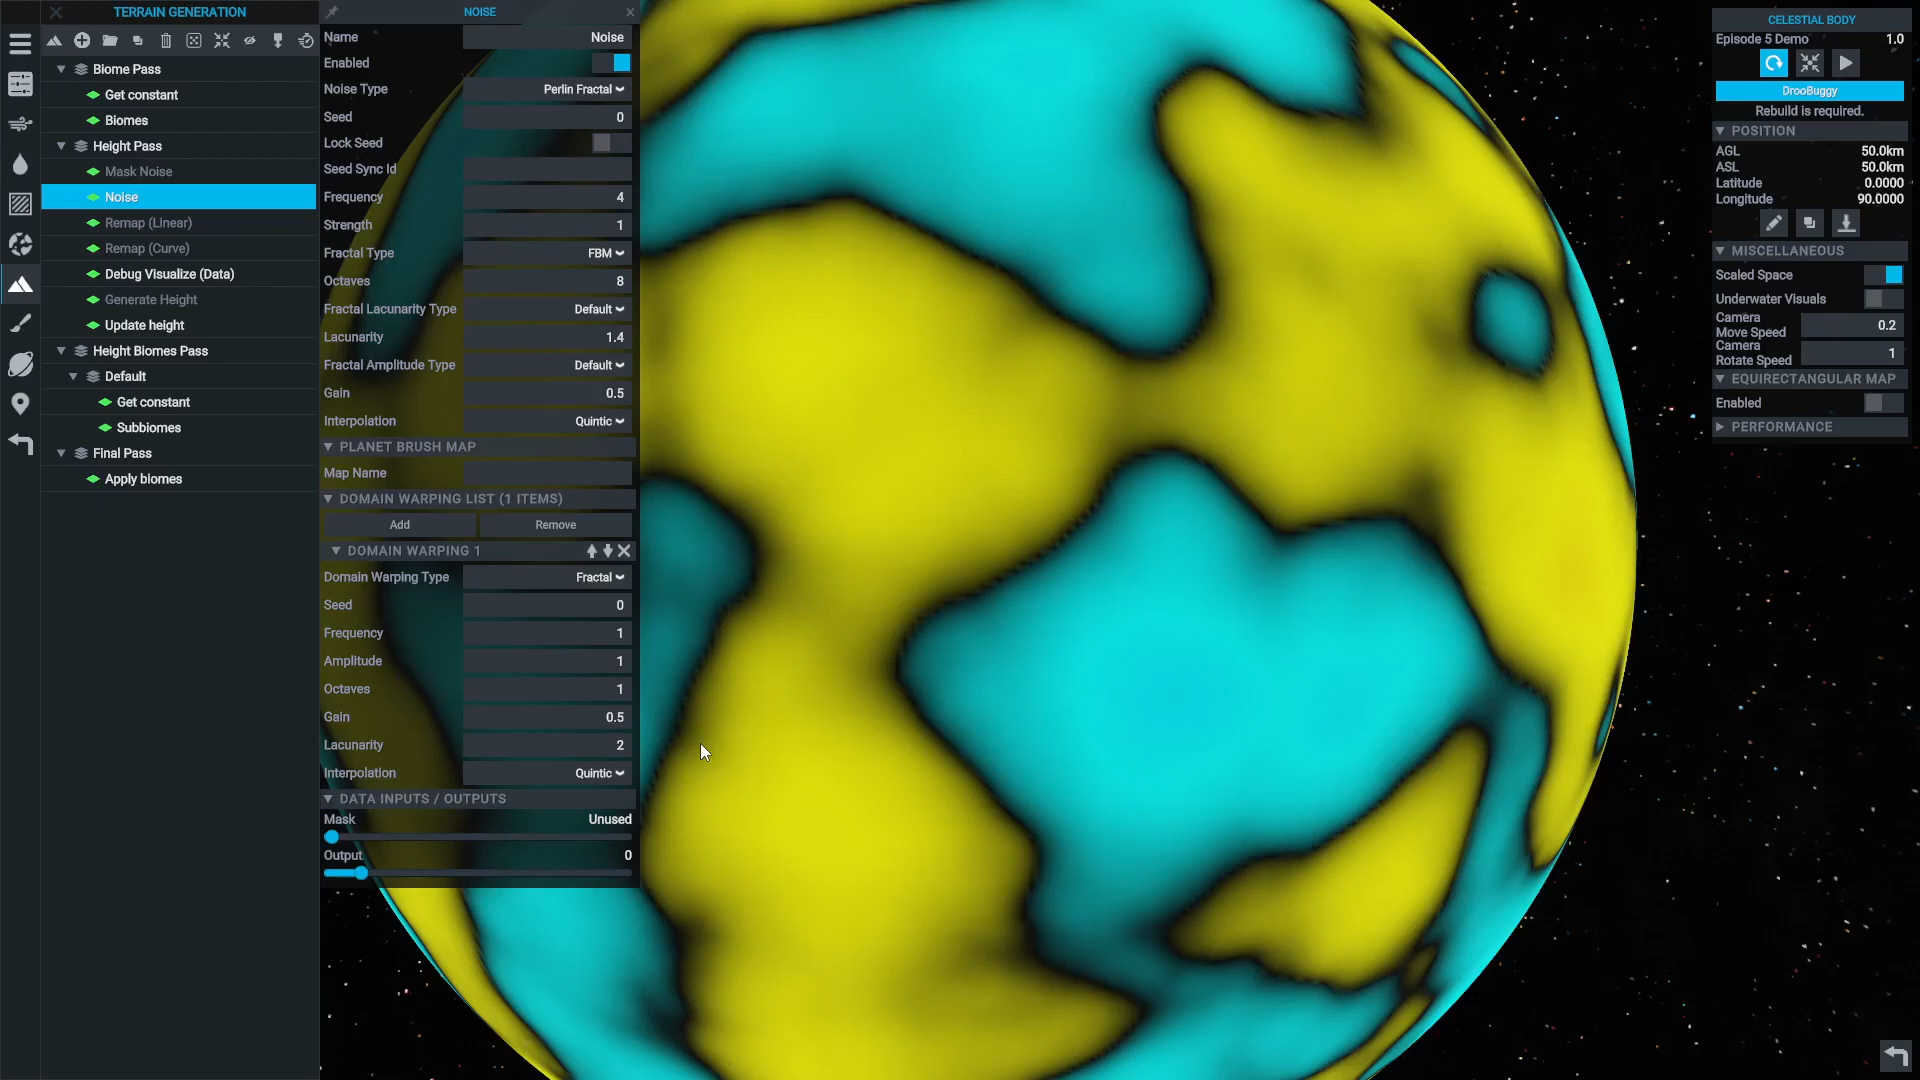 TERRAIN GENERATION
Biome Pass
Get constant
Biomes
Height Pass
Mask Noise
Noise
Remap (Linear)
Remap (Curve)
Debug Visualize (Data)
Generate Height
Update height
Height Biomes Pass
Default
Get constant
Subbiomes
Final Pass
Apply biomes
NOISE
Name Noise
Enabled
Noise Type Perlin Fractal
Seed 0
Lock Seed
Seed Sync Id
Frequency 4
Strength 1
Fractal Type FBM
Octaves 8
Fractal Lacunarity Type Default
Lacunarity 1.4
Fractal Amplitude Type Default
Gain 0.5
Interpolation Quintic
PLANET BRUSH MAP
Map Name
DOMAIN WARPING LIST (1 ITEMS)
Add Remove
DOMAIN WARPING 1
Domain Warping Type Fractal
Seed 0
Frequency 1
Amplitude 1
Octaves 1
Gain 0.5
Lacunarity 2
Interpolation Quintic
DATA INPUTS / OUTPUTS
Mask Unused
Output 0
CELESTIAL BODY
Episode 5 Demo 1.0
DrooBuggy
Rebuild is required.
POSITION
AGL 50.0km
ASL 50.0km
Latitude 0.0000
Longitude 90.0000
MISCELLANEOUS
Scaled Space
Underwater Visuals
Camera
Move Speed 0.2
Camera
Rotate Speed 1
EQUIRECTANGULAR MAP
Enabled
PERFORMANCE